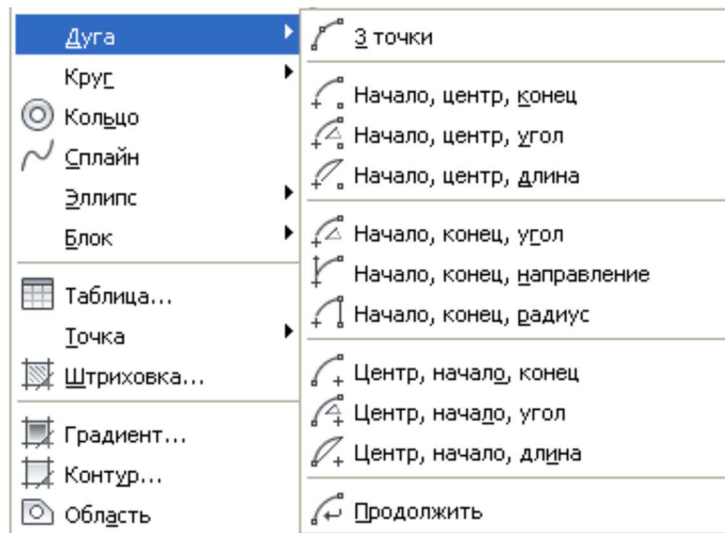 Дуга
Круг
Кольцо
Сплайн
Эллипс
Блок
Таблица...
Точка
Штриховка...
Градиент...
Контур...
Область
3 точки
Начало, центр, конец
Начало, центр, угол
Начало, центр, длина
Начало, конец, угол
Начало, конец, направление
Начало, конец, радиус
Центр, начало, конец
Центр, начало, угол
Центр, начало, длина
Продолжить